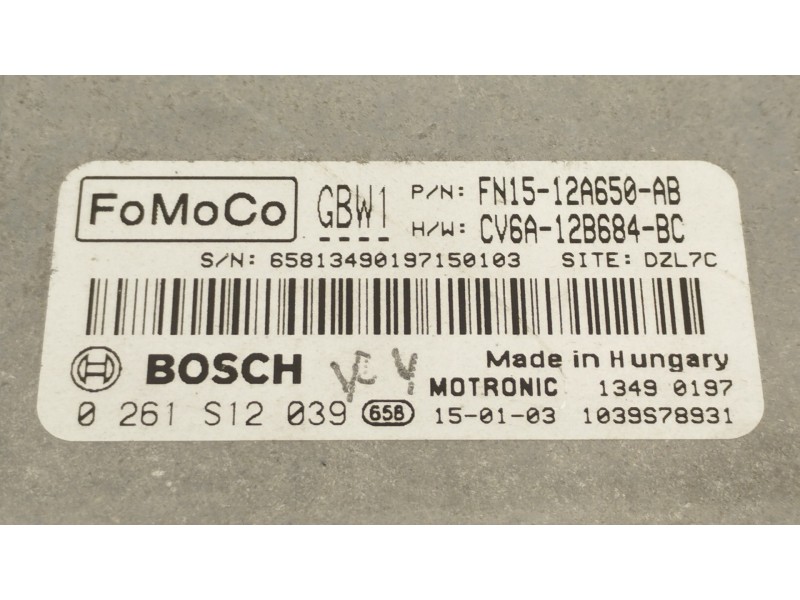 FoMoCo GBW1 P/N: FN15-12A650-AB
H/W: CV6A-12B684-BC
S/N: 65813490197150103 SITE: DZL7C
BOSCH Made in Hungary
MOTRONIC 1349 0197
0 261 S12 039 658 15-01-03 1039S78931